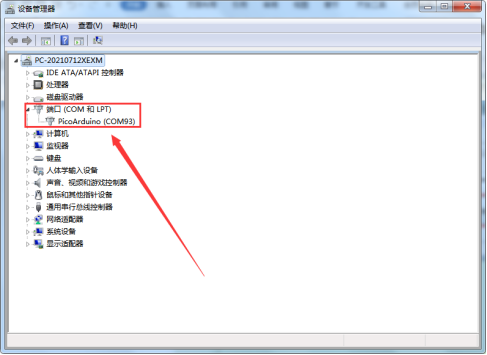 设备管理器
文件(F) 操作(A) 查看(V) 帮助(H)
PC-20210712XEXM
IDE ATA/ATAPI 控制器
处理器
磁盘驱动器
端口 (COM 和 LPT)
PicoArduino (COM93)
计算机
监视器
键盘
人体学输入设备
声音、视频和游戏控制器
鼠标和其他指针设备
通用串行总线控制器
网络适配器
系统设备
显示适配器